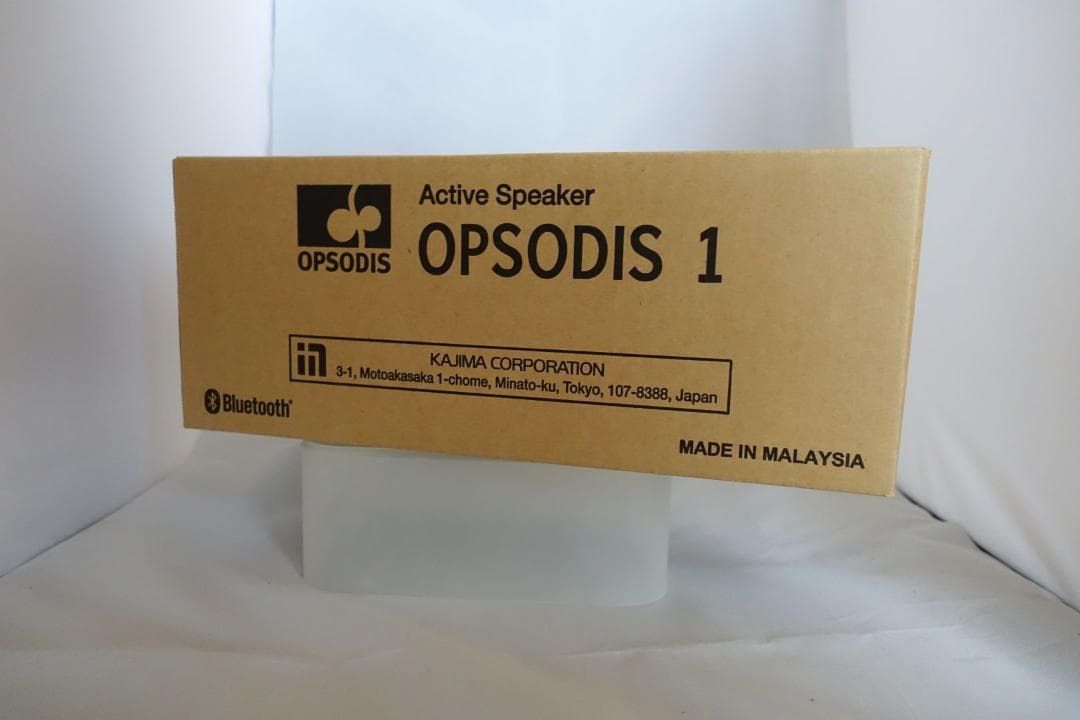 Active Speaker
OPSODIS
OPSODIS 1
KAJIMA CORPORATION
3-1, Motoakasaka 1-chome, Minato-ku, Tokyo, 107-8388, Japan
Bluetooth®
MADE IN MALAYSIA